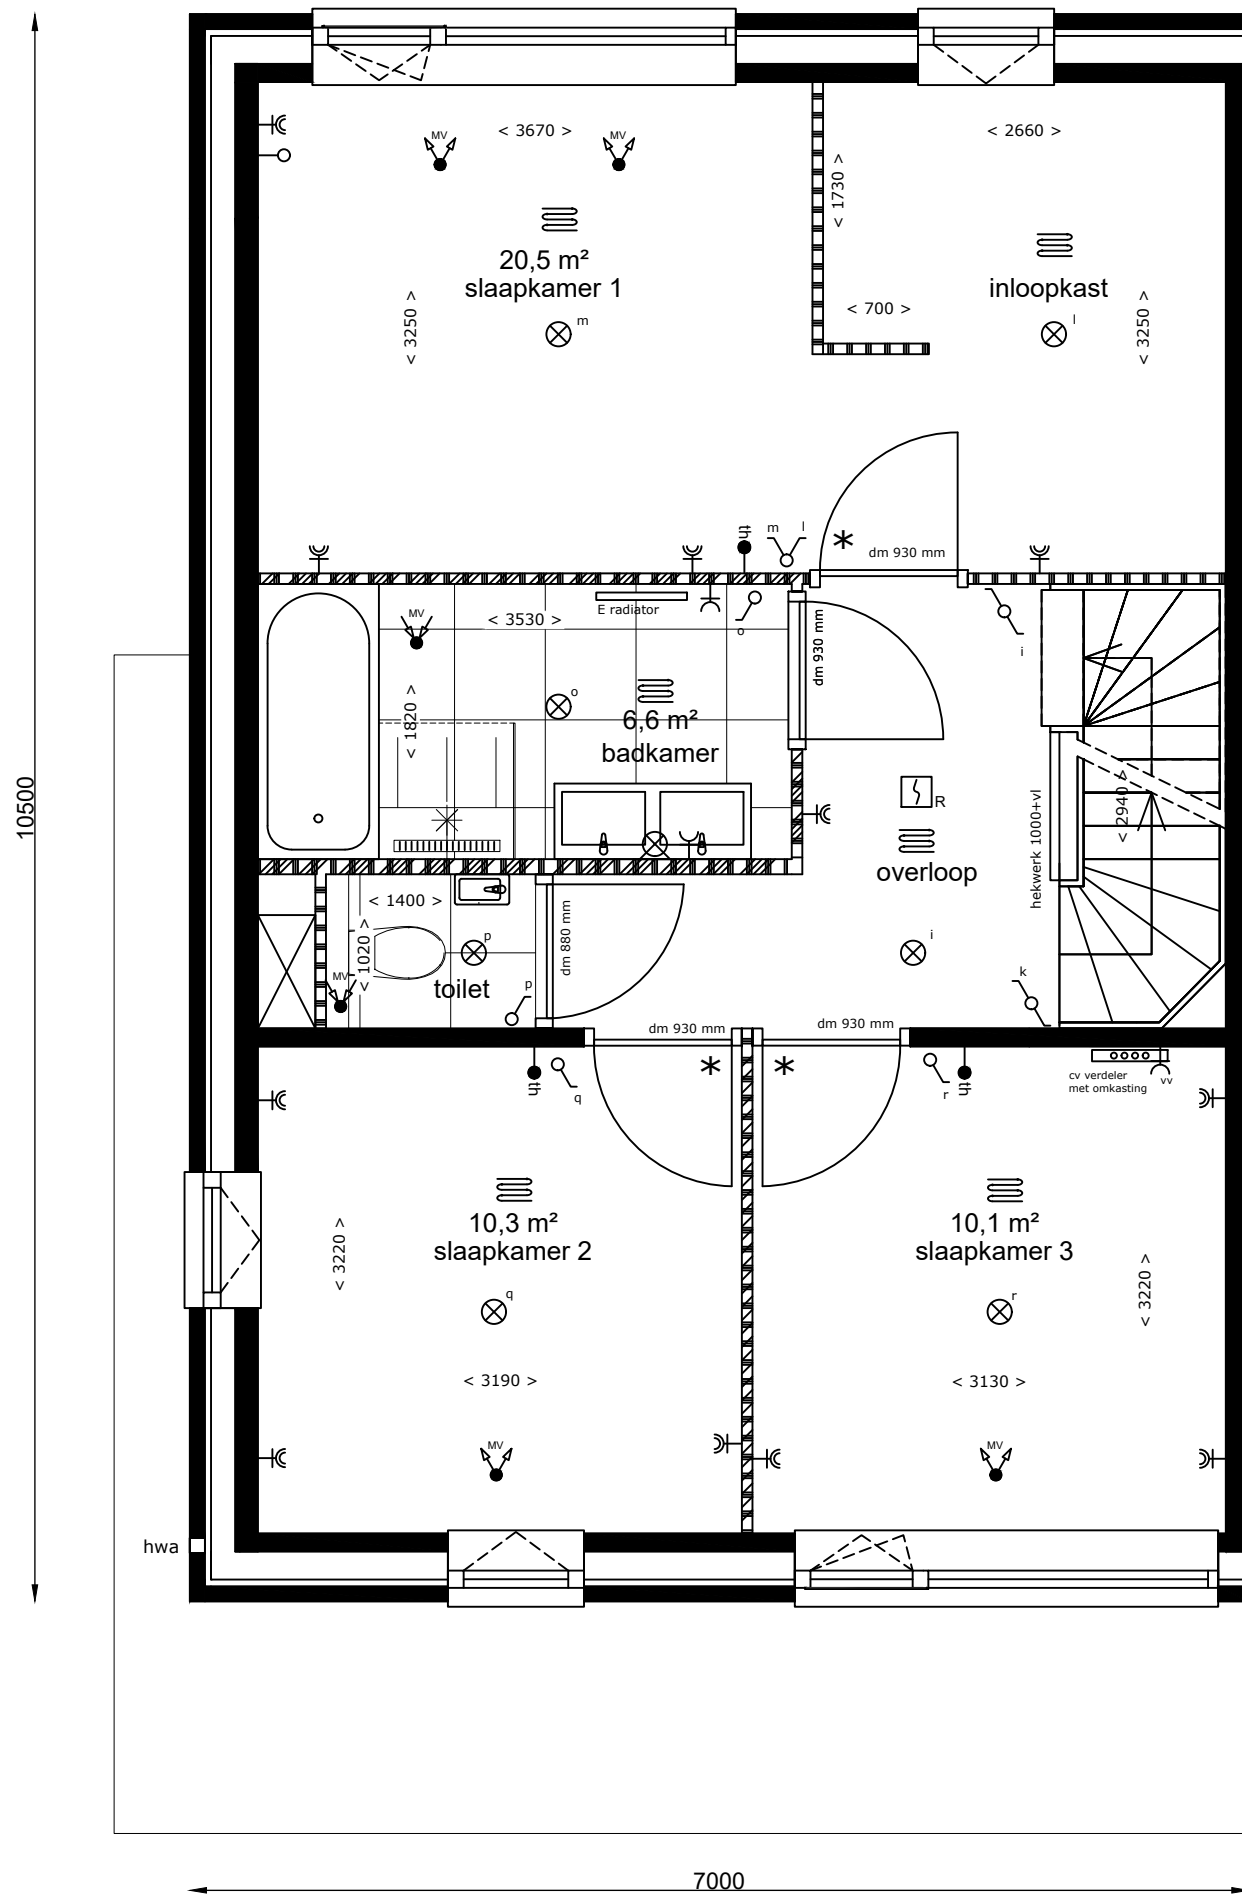 MV
< 3670 >
MV
< 2660 >
< 1730 >
20,5 m²
slaapkamer 1
inloopkast
< 700 >
m
l
< 3250 >
< 3250 >
th
m
l
*
dm 930 mm
MV
< 3530 >
E radiator
o
dm 930 mm
i
o
< 1820 >
6,6 m²
badkamer
10500
R
< 2940 >
hekwerk 1000+vl
overloop
< 1400 >
dm 880 mm
< 1020 >
p
i
MV
toilet
p
k
dm 930 mm
dm 930 mm
*
*
th
q
r
th
cv verdeler
met omkasting
vv
10,3 m²
slaapkamer 2
10,1 m²
slaapkamer 3
< 3220 >
< 3220 >
q
r
< 3190 >
< 3130 >
MV
MV
hwa
7000